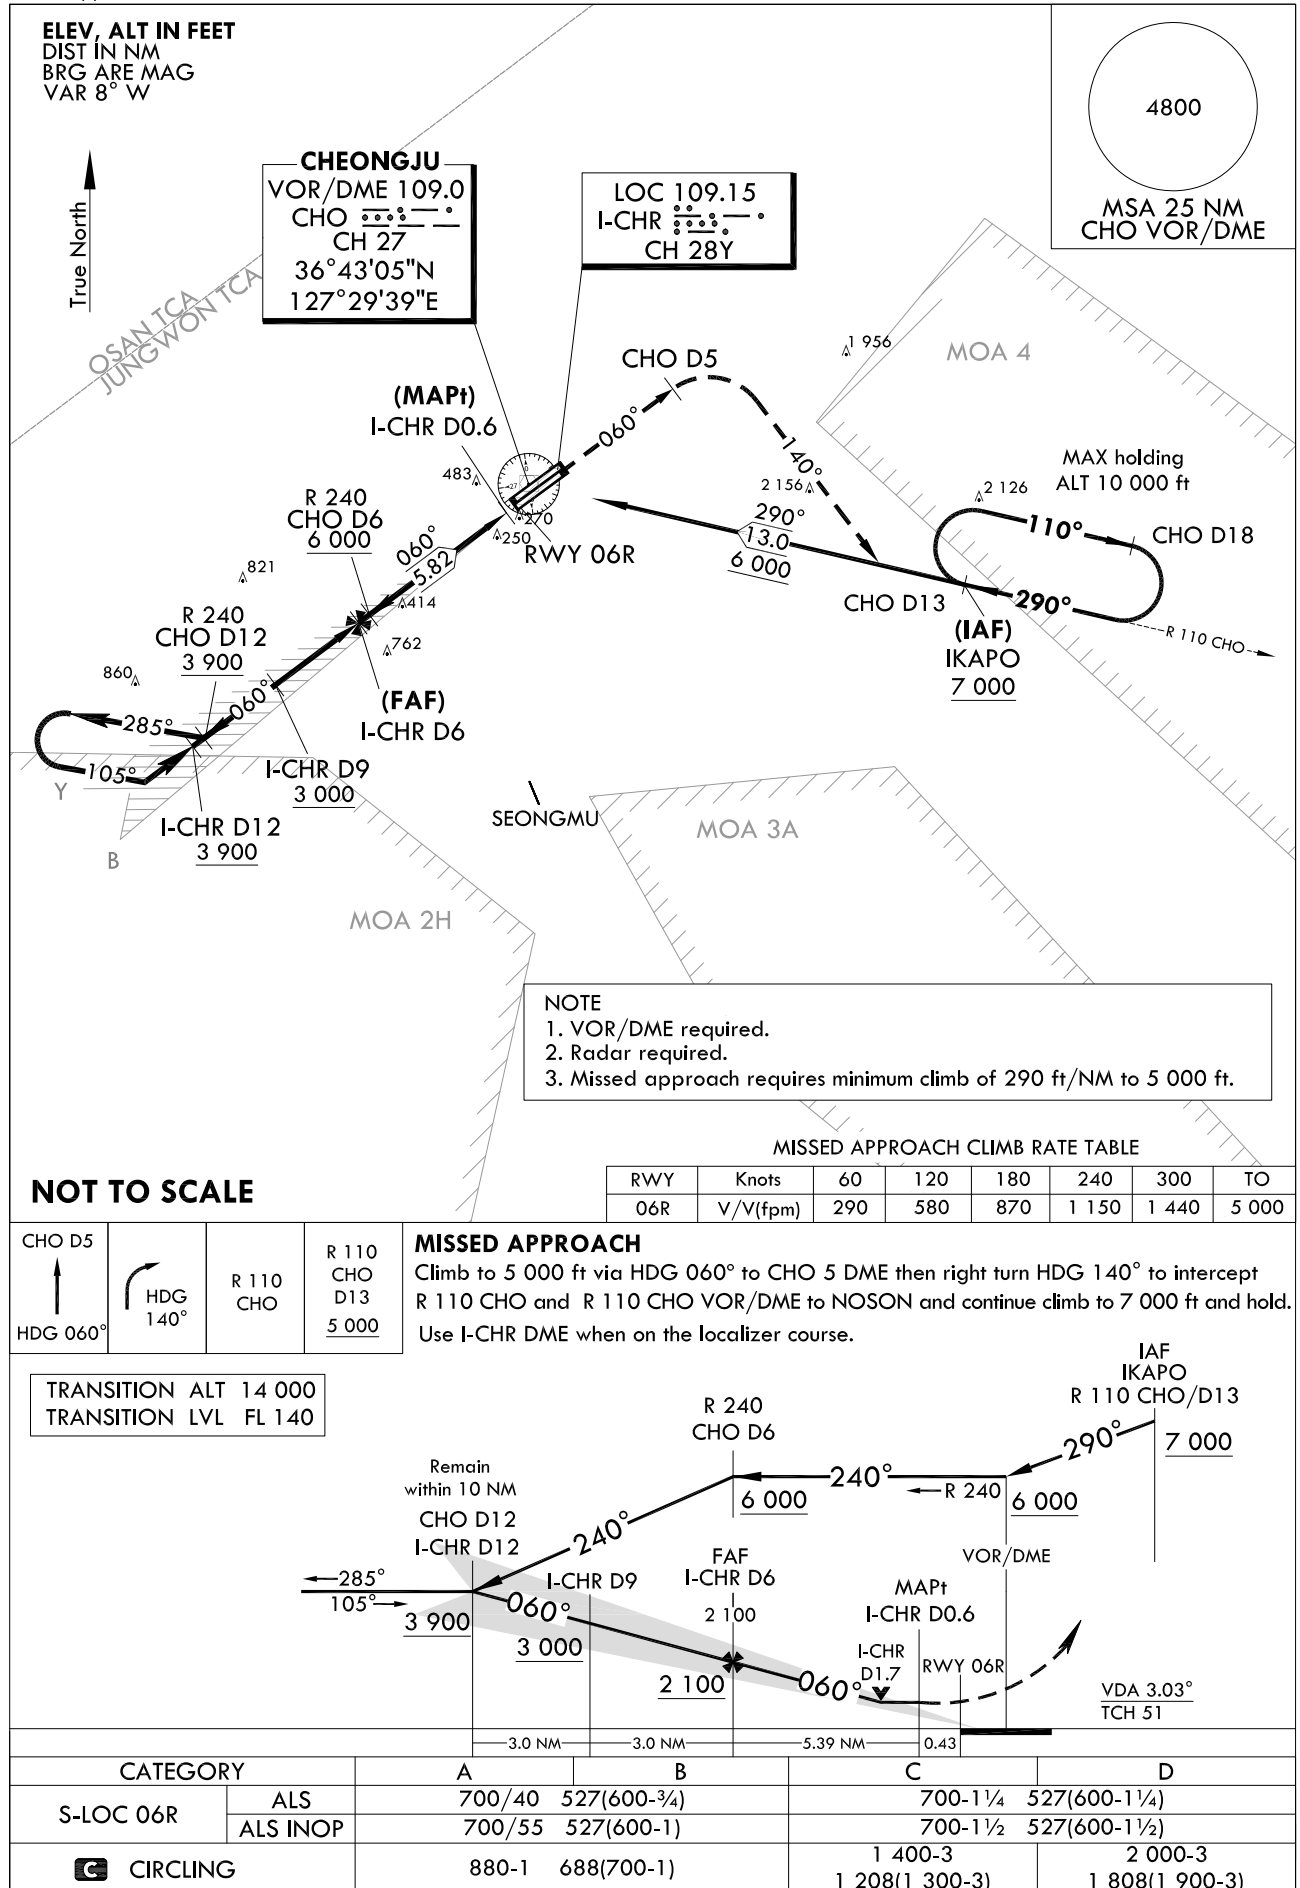 ELEV, ALT IN FEET
DIST IN NM
BRG ARE MAG
VAR 8° W
True North
4800
MSA 25 NM
CHO VOR/DME
CHEONGJU
VOR/DME 109.0
CHO
CH 27
36°43'05"N
127°29'39"E
LOC 109.15
I-CHR
CH 28Y
OSAN TCA
JUNGWON TCA
1 956
MOA 4
CHO D5
(MAPt)
I-CHR D0.6
060°
140°
MAX holding
ALT 10 000 ft
483
2 156
2 126
R 240
CHO D6
6 000
27
270
250
RWY 06R
290°
13.0
6 000
110°
CHO D18
060°
5.82
821
414
CHO D13
290°
R 110 CHO
(IAF)
IKAPO
7 000
R 240
CHO D12
3 900
762
860
(FAF)
I-CHR D6
060°
285°
105°
I-CHR D9
3 000
Y
B
I-CHR D12
3 900
SEONGMU
MOA 3A
MOA 2H
NOTE
1. VOR/DME required.
2. Radar required.
3. Missed approach requires minimum climb of 290 ft/NM to 5 000 ft.
MISSED APPROACH CLIMB RATE TABLE
NOT TO SCALE
RWY Knots 60 120 180 240 300 TO
06R V/V(fpm) 290 580 870 1 150 1 440 5 000
CHO D5
HDG 060°
HDG
140°
R 110
CHO
R 110
CHO
D13
5 000
MISSED APPROACH
Climb to 5 000 ft via HDG 060° to CHO 5 DME then right turn HDG 140° to intercept
R 110 CHO and R 110 CHO VOR/DME to NOSON and continue climb to 7 000 ft and hold.
Use I-CHR DME when on the localizer course.
TRANSITION ALT 14 000
TRANSITION LVL FL 140
IAF
IKAPO
R 110 CHO/D13
7 000
290°
R 240
CHO D6
240°
R 240
6 000
6 000
Remain
within 10 NM
CHO D12
I-CHR D12
240°
VOR/DME
285°
105°
I-CHR D9
FAF
I-CHR D6
2 100
MAPt
I-CHR D0.6
060°
3 900
3 000
2 100
060°
I-CHR
D1.7
RWY 06R
VDA 3.03°
TCH 51
3.0 NM 3.0 NM 5.39 NM 0.43
CATEGORY A B C D
S-LOC 06R
ALS 700/40 527(600-¾) 700-1¼ 527(600-1¼)
ALS INOP 700/55 527(600-1) 700-1½ 527(600-1½)
C CIRCLING 880-1 688(700-1)
1 400-3
1 208(1 300-3)
2 000-3
1 808(1 900-3)